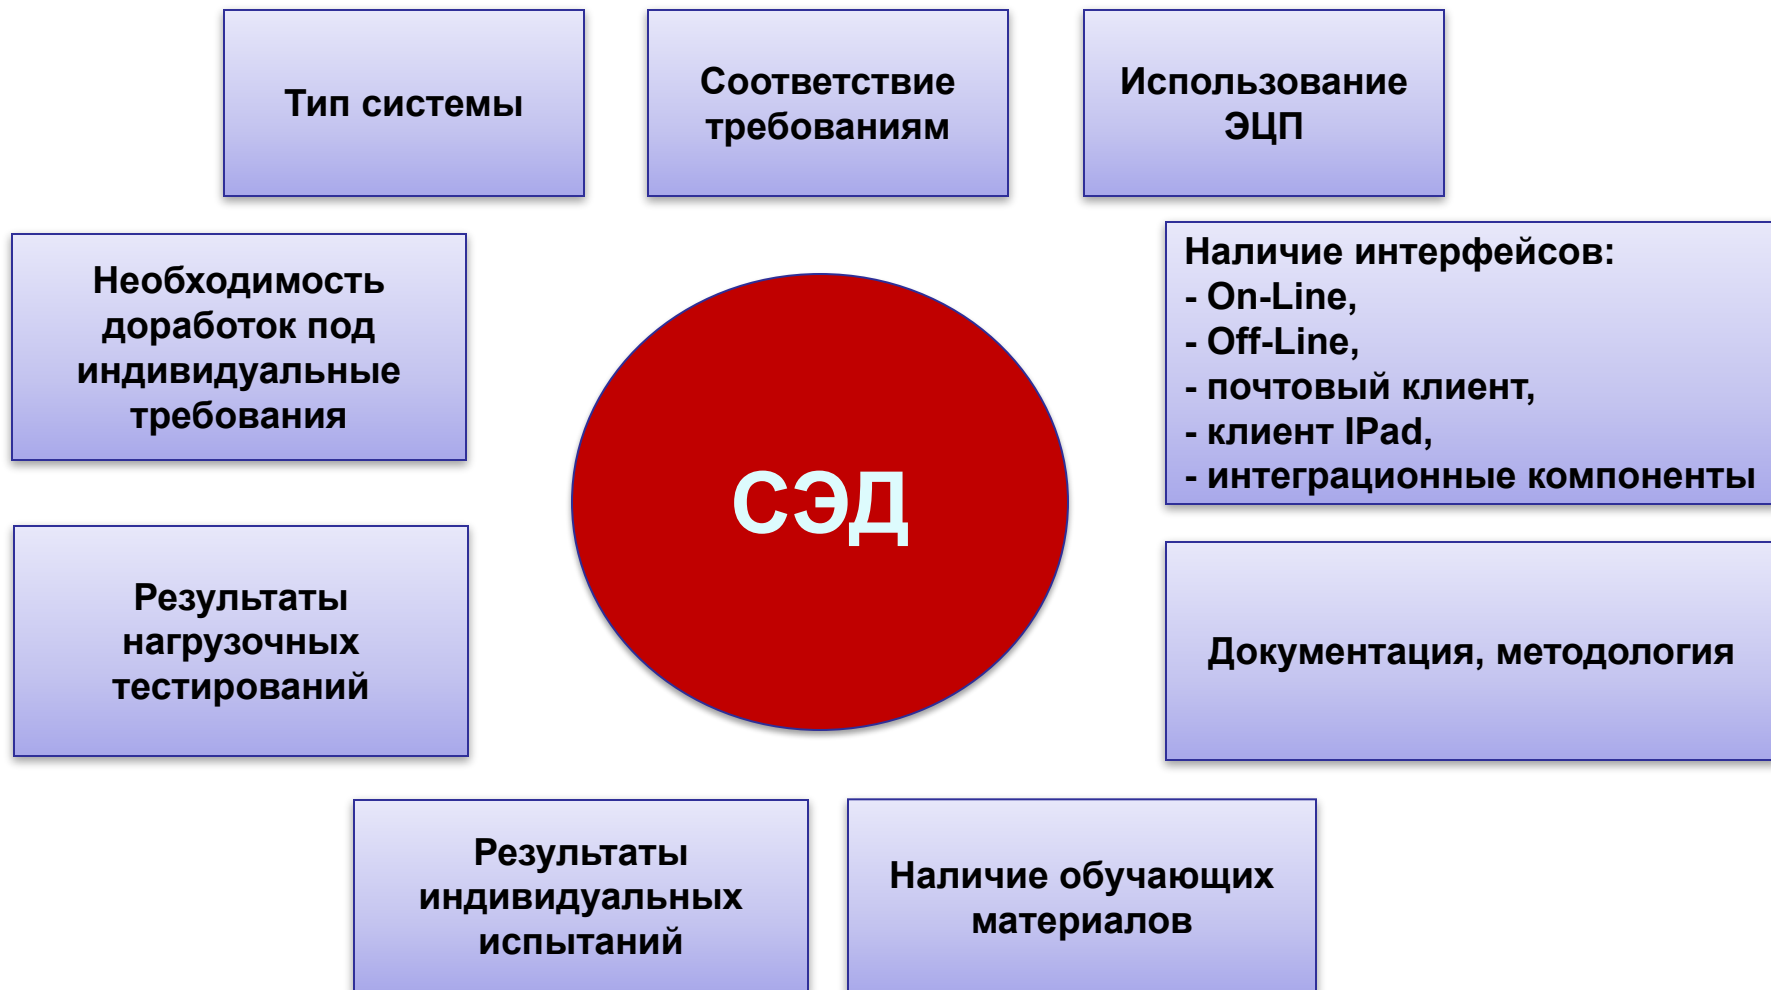 Тип системы
Соответствие
требованиям
Использование
ЭЦП
Необходимость
доработок под
индивидуальные
требования
Наличие интерфейсов:
- On-Line,
- Off-Line,
- почтовый клиент,
- клиент IPad,
- интеграционные компоненты
СЭД
Результаты
нагрузочных
тестирований
Документация, методология
Результаты
индивидуальных
испытаний
Наличие обучающих
материалов